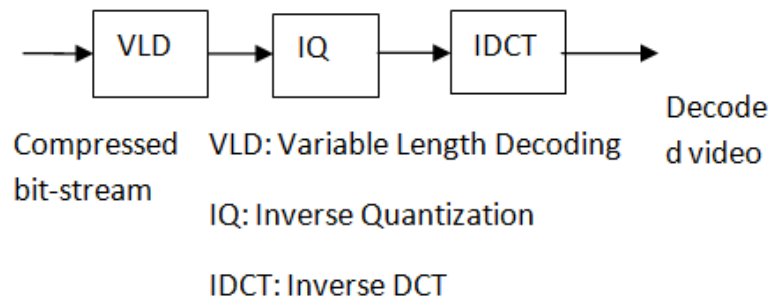 VLD
IQ
IDCT
Compressed
bit-stream
VLD: Variable Length Decoding
IQ: Inverse Quantization
IDCT: Inverse DCT
Decode
d video